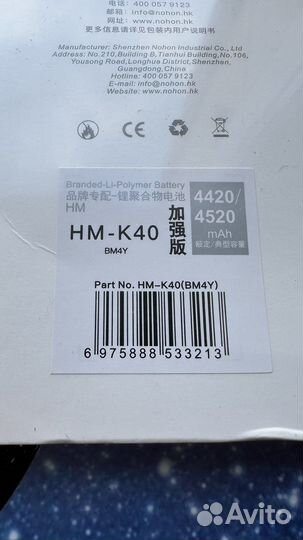 电话: 400 057 9123
邮箱: info@nohon.hk
网址: www.nohon.hk
更多信息请详见包装内使用说明
Manufacturer: Shenzhen Nohon Industrial Co., Ltd
Address: No.210,Building 8,Tianhui Building,No.106,
Yousong Road,Longhua District,Shenzhen,
Guangdong,China
Hotline: 400 057 9123
E-mail: info@nohon.hk
CE
Branded-Li-Polymer Battery
品牌专配-锂聚合物电池
HM
HM-K40
BM4Y
加强版
4420/
4520
mAh
额定/典型容量
Part No. HM-K40(BM4Y)
6 975888 533213
Avito